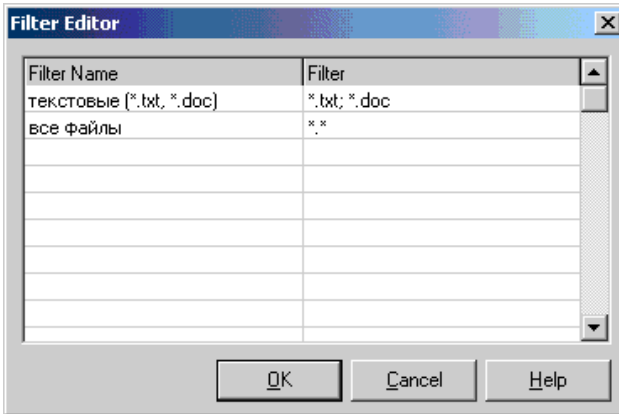 Filter Editor
Filter Name Filter
текстовые (*.txt, *.doc) *.txt; *.doc
все файлы *.*
OK Cancel Help